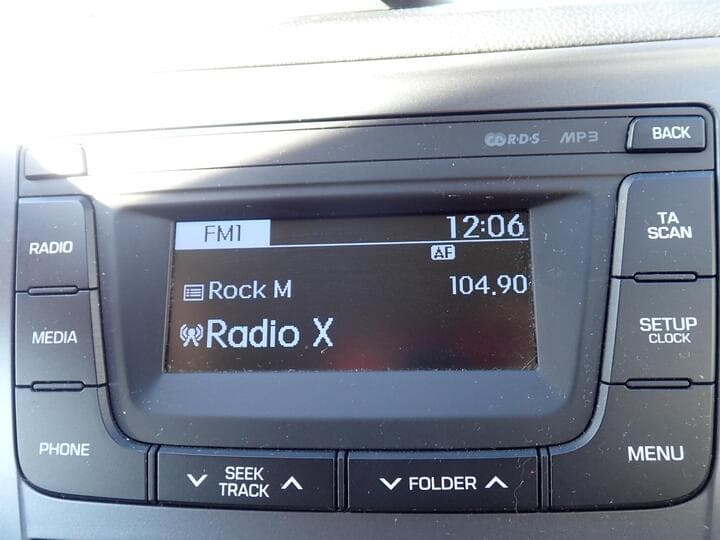 RDS MP3 BACK
RADIO
MEDIA
PHONE
FM1 12:06
AF
Rock M 104.90
Radio X
TA
SCAN
SETUP
CLOCK
MENU
SEEK
TRACK
FOLDER